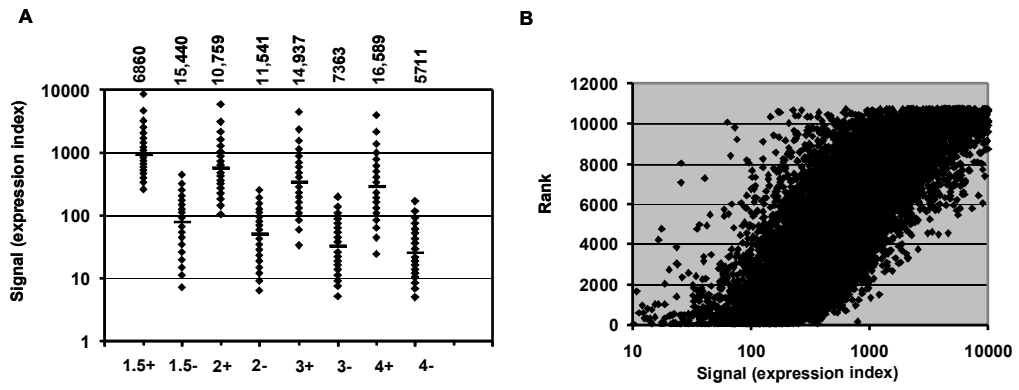 A
6860
15,440
10,759
11,541
14,937
7363
16,589
5711
Signal (expression index)
10000
1000
100
10
1
1.5+ 1.5- 2+ 2- 3+ 3- 4+ 4-
B
Rank
12000
10000
8000
6000
4000
2000
0
10 100 1000 10000
Signal (expression index)